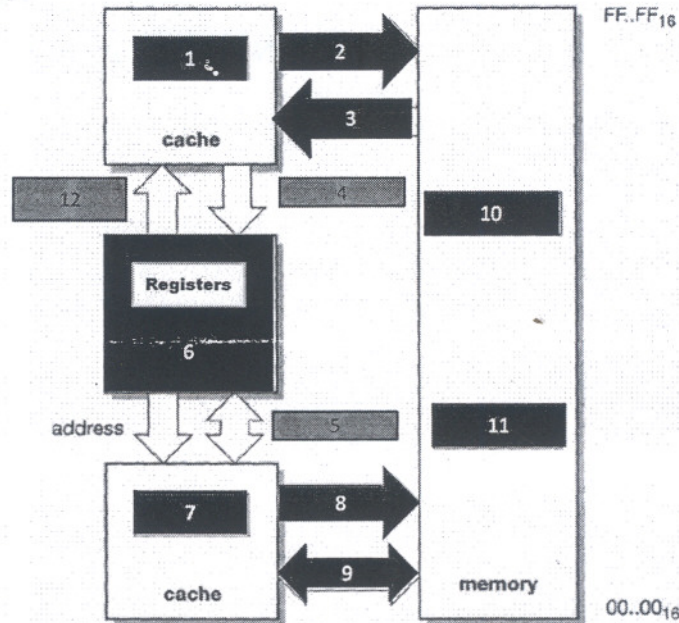 FF..FF16
1
2
3
cache
12
4
10
Registers
6
address
5
11
7
8
cache
9
memory
00..0016